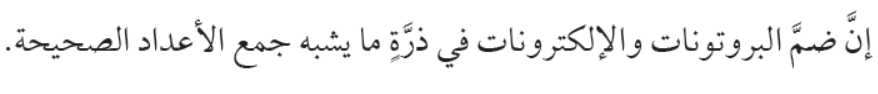 إنَّ ضمَّ البروتونات والإلكترونات في ذرَّةٍ ما يشبه جمع الأعداد الصحيحة.